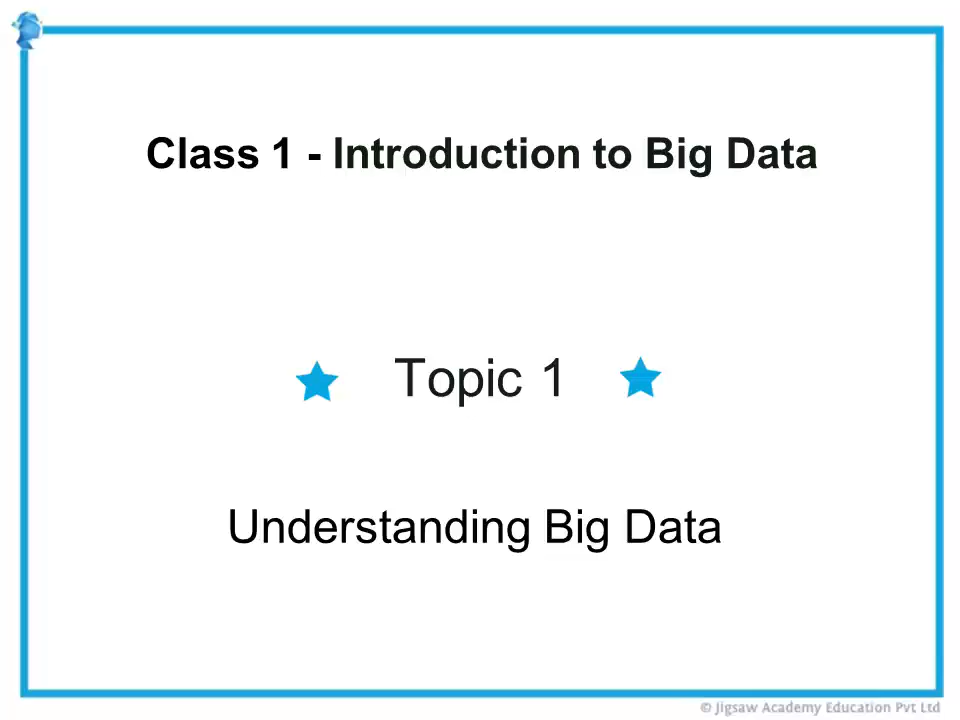 Class 1 - Introduction to Big Data
Topic 1
Understanding Big Data
© Jigsaw Academy Education Pvt Ltd